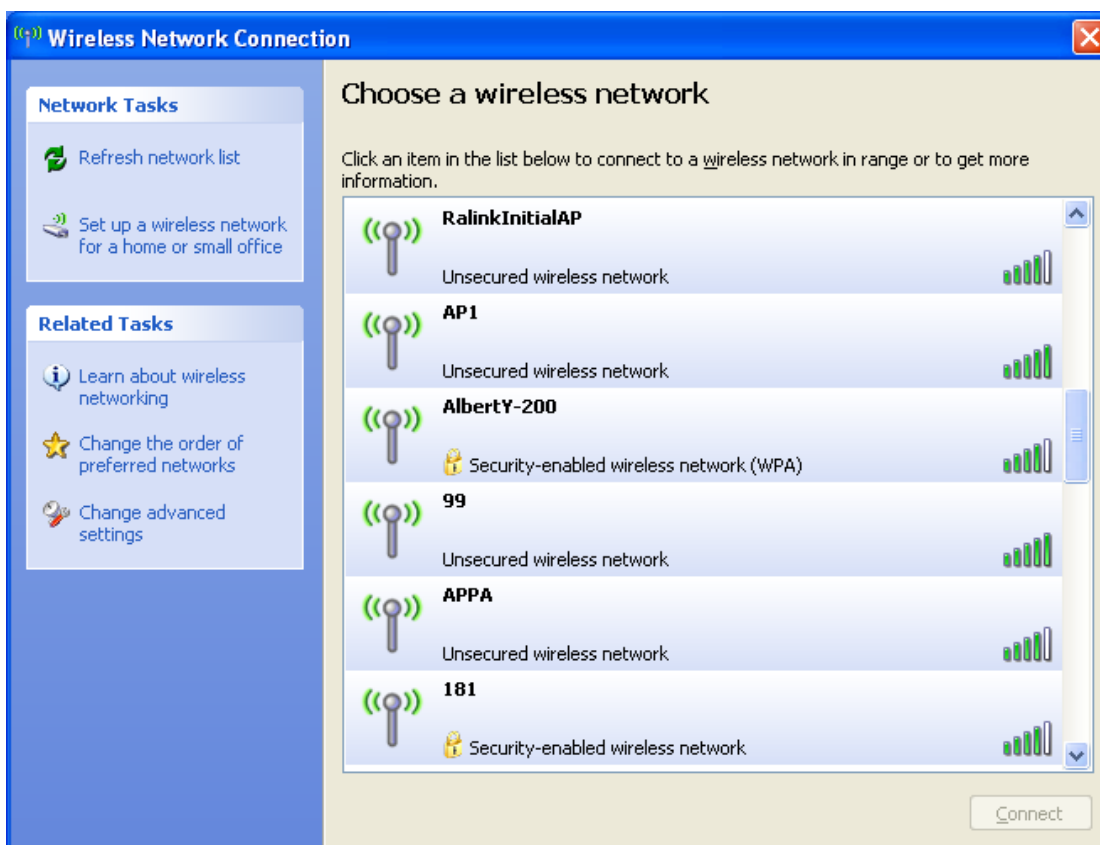 Wireless Network Connection
Network Tasks
Refresh network list
Set up a wireless network
for a home or small office
Related Tasks
Learn about wireless
networking
Change the order of
preferred networks
Change advanced
settings
Choose a wireless network
Click an item in the list below to connect to a wireless network in range or to get more
information.
RalinkInitialAP
Unsecured wireless network
AP1
Unsecured wireless network
AlbertY-200
Security-enabled wireless network (WPA)
99
Unsecured wireless network
APPA
Unsecured wireless network
181
Security-enabled wireless network
Connect